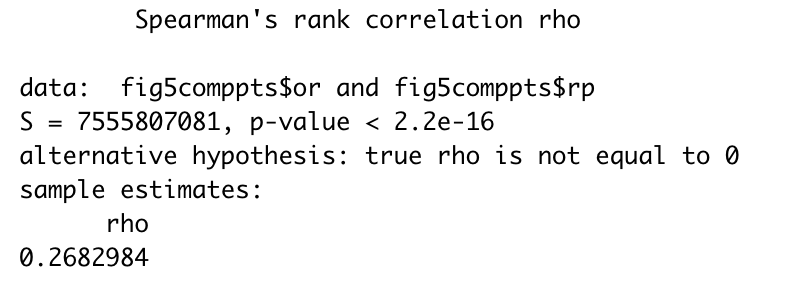 Spearman's rank correlation rho
data:  fig5comppts$or and fig5comppts$rp
S = 7555807081, p-value < 2.2e-16
alternative hypothesis: true rho is not equal to 0
sample estimates:
rho
0.2682984